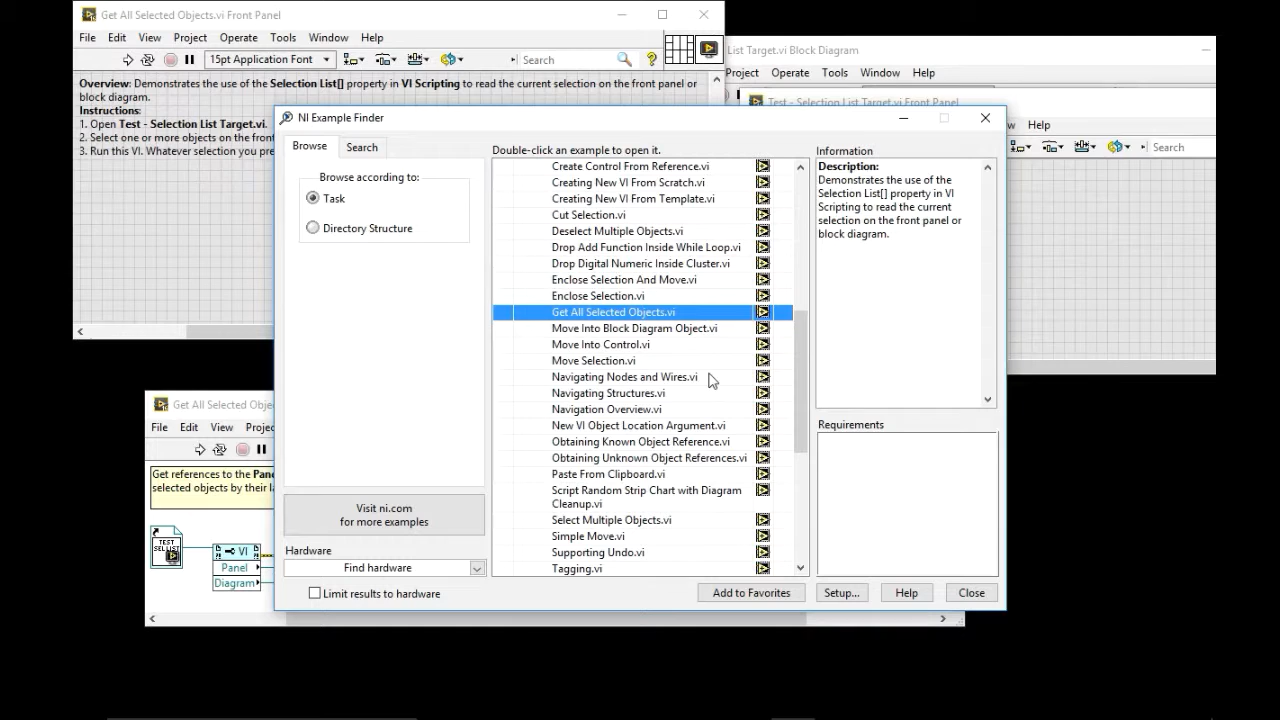 Get All Selected Objects.vi Front Panel
File Edit View Project Operate Tools Window Help
15pt Application Font
Search
Overview: Demonstrates the use of the Selection List[] property in VI Scripting to read the current selection on the front panel or
block diagram.
Instructions:
1. Open Test - Selection List Target.vi.
2. Select one or more objects on the front
3. Run this VI. Whatever selection you pre
List Target.vi Block Diagram
Project Operate Tools Window Help
Test - Selection List Target.vi Front Panel
Help
Search
NI Example Finder
Browse
Search
Browse according to:
Task
Directory Structure
Visit ni.com
for more examples
Hardware
Find hardware
Limit results to hardware
Double-click an example to open it.
Create Control From Reference.vi
Creating New VI From Scratch.vi
Creating New VI From Template.vi
Cut Selection.vi
Deselect Multiple Objects.vi
Drop Add Function Inside While Loop.vi
Drop Digital Numeric Inside Cluster.vi
Enclose Selection And Move.vi
Enclose Selection.vi
Get All Selected Objects.vi
Move Into Block Diagram Object.vi
Move Into Control.vi
Move Selection.vi
Navigating Nodes and Wires.vi
Navigating Structures.vi
Navigation Overview.vi
New VI Object Location Argument.vi
Obtaining Known Object Reference.vi
Obtaining Unknown Object References.vi
Paste From Clipboard.vi
Script Random Strip Chart with Diagram
Cleanup.vi
Select Multiple Objects.vi
Simple Move.vi
Supporting Undo.vi
Tagging.vi
Information
Description:
Demonstrates the use of the
Selection List[] property in VI
Scripting to read the current
selection on the front panel or
block diagram.
Requirements
Add to Favorites
Setup...
Help
Close
Get All Selected Obje
File Edit View Proje
Get references to the Pan
selected objects by their l
TEST
SEL LIST
VI
Panel
Diagram